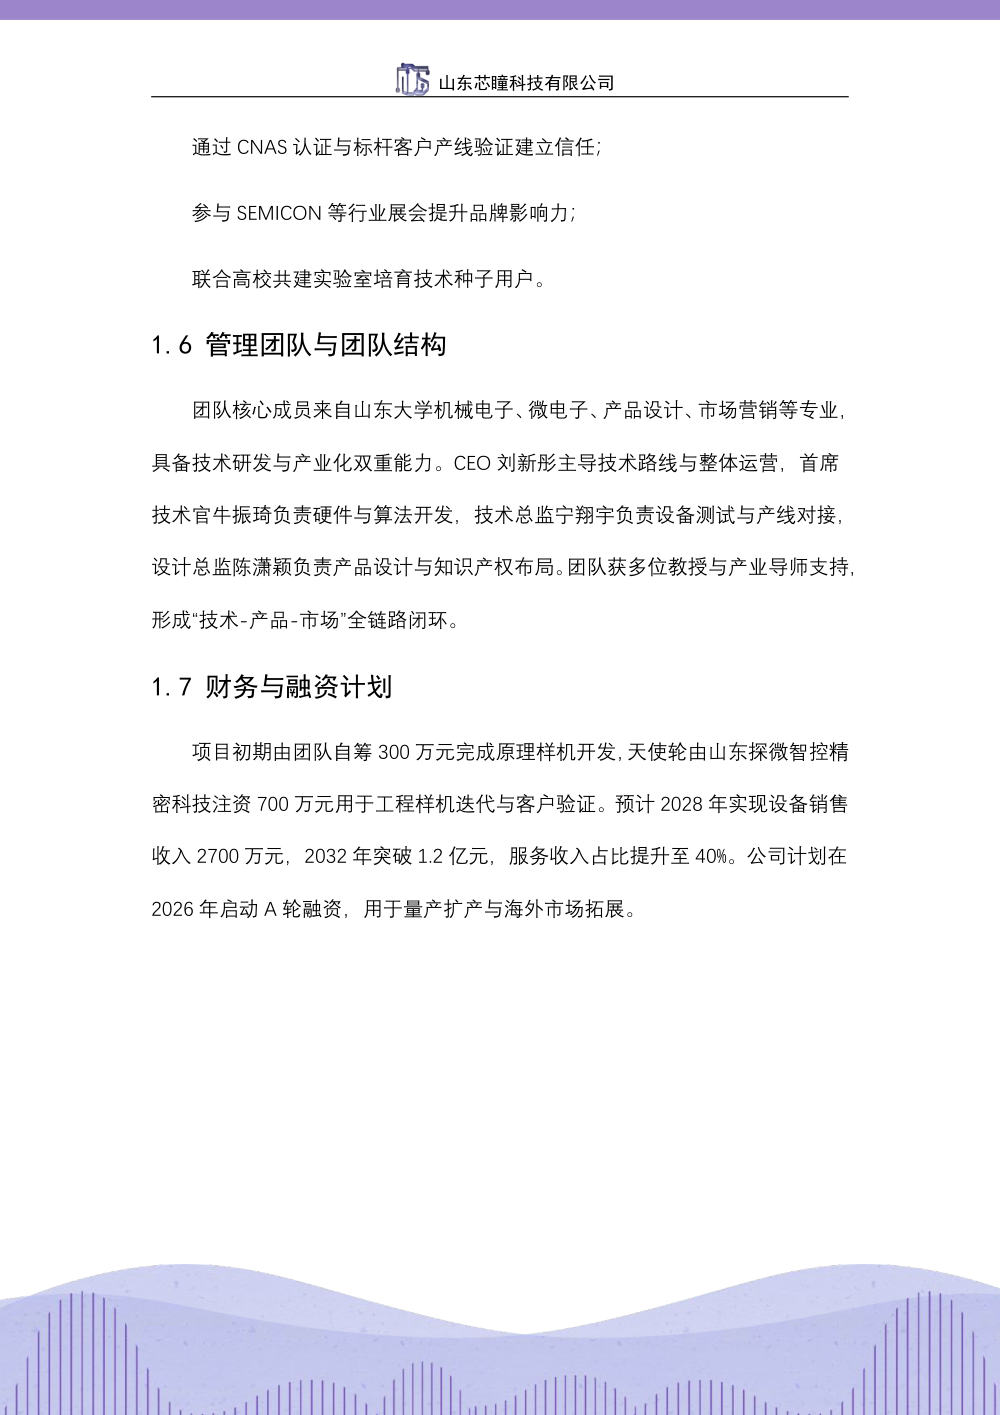 山东芯瞳科技有限公司
通过 CNAS 认证与标杆客户产线验证建立信任；
参与 SEMICON 等行业展会提升品牌影响力；
联合高校共建实验室培育技术种子用户。
1.6 管理团队与团队结构
团队核心成员来自山东大学机械电子、微电子、产品设计、市场营销等专业，
具备技术研发与产业化双重能力。CEO 刘新彤主导技术路线与整体运营，首席
技术官牛振琦负责硬件与算法开发，技术总监宁翔宇负责设备测试与产线对接，
设计总监陈潇颖负责产品设计与知识产权布局。团队获多位教授与产业导师支持，
形成“技术-产品-市场”全链路闭环。
1.7 财务与融资计划
项目初期由团队自筹 300 万元完成原理样机开发，天使轮由山东探微智控精
密科技注资 700 万元用于工程样机迭代与客户验证。预计 2028 年实现设备销售
收入 2700 万元，2032 年突破 1.2 亿元，服务收入占比提升至 40%。公司计划在
2026 年启动 A 轮融资，用于量产扩产与海外市场拓展。